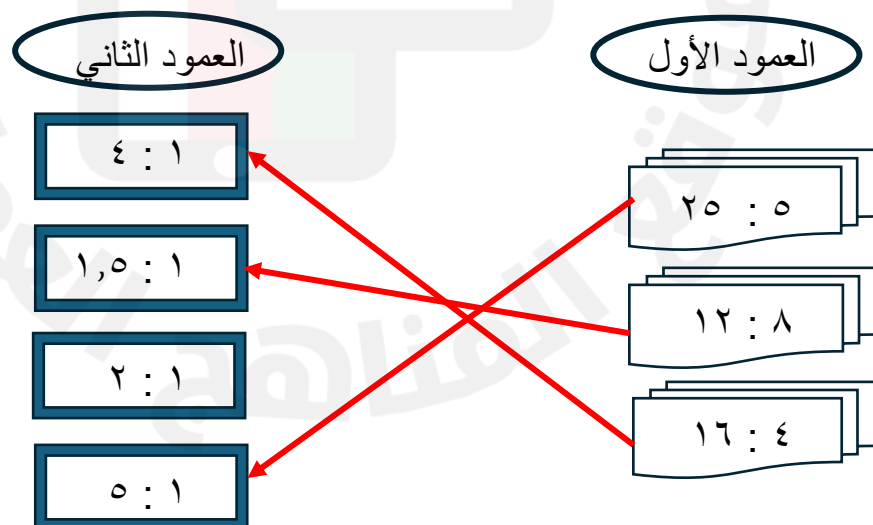 العمود الأول
٥ : ٢٥
٨ : ١٢
٤ : ١٦
العمود الثاني
١ : ٤
١ : ١,٥
١ : ٢
١ : ٥